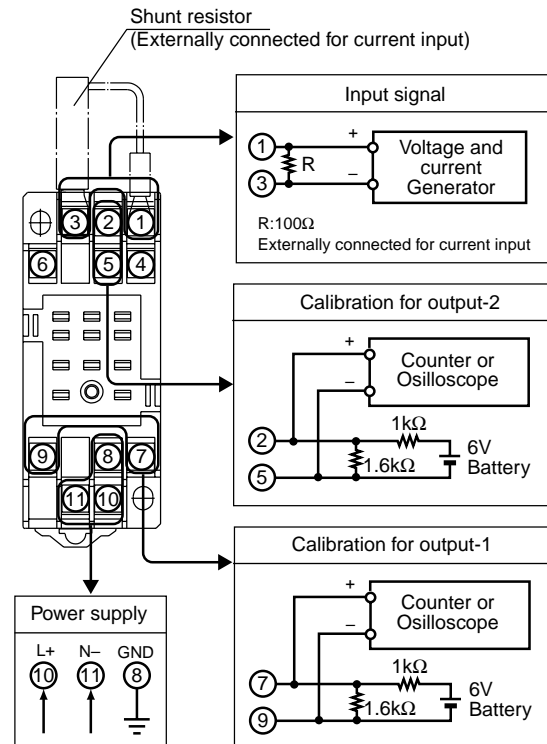 Shunt resistor
(Externally connected for current input)
Input signal
1
+
3
–
R
Voltage and
current
Generator
R:100Ω
Externally connected for current input
3
2
1
6
5
4
9
8
7
11
10
Calibration for output-2
+
–
Counter or
Osilloscope
2
5
1kΩ
1.6kΩ
6V
Battery
Calibration for output-1
+
–
Counter or
Osilloscope
7
9
1kΩ
1.6kΩ
6V
Battery
Power supply
L+ N– GND
10 11 8